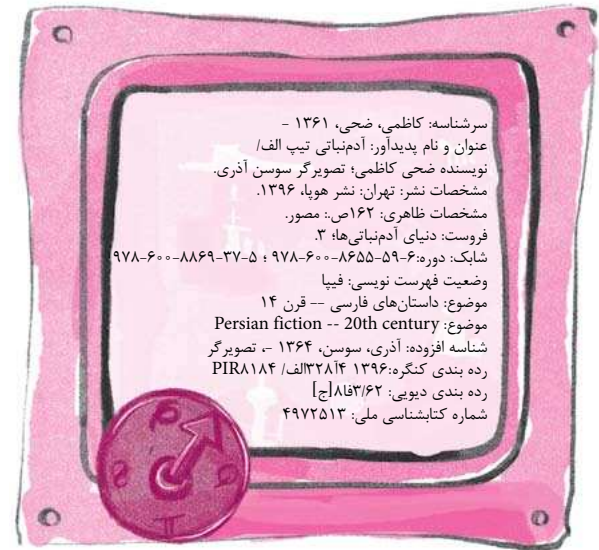 سرشناسه: کاظمی، ضحی، ۱۳۶۱ -
عنوان و نام پدیدآور: آدم‌نباتی تیپ الف/
نویسنده ضحی کاظمی؛ تصویرگر سوسن آذری.
مشخصات نشر: تهران: نشر هوپا، ۱۳۹۶.
مشخصات ظاهری: ۱۶۲ص.: مصور.
فروست: دنیای آدم‌نباتی‌ها؛ ۳.
شابک: دوره:۶-۵۹-۸۶۵۵-۶۰۰-۹۷۸ ؛ ۵-۳۷-۸۸۶۹-۶۰۰-۹۷۸
وضعیت فهرست نویسی: فیپا
موضوع: داستان‌های فارسی -- قرن ۱۴
موضوع: Persian fiction -- 20th century
شناسه افزوده: آذری، سوسن، ۱۳۶۴ -، تصویرگر
رده بندی کنگره:۱۳۹۶ ۴آ۳۲۸الف/ PIR۸۱۸۴
رده بندی دیویی: ۳/۶۲فا۸[ج]
شماره کتابشناسی ملی: ۴۹۷۲۵۱۳